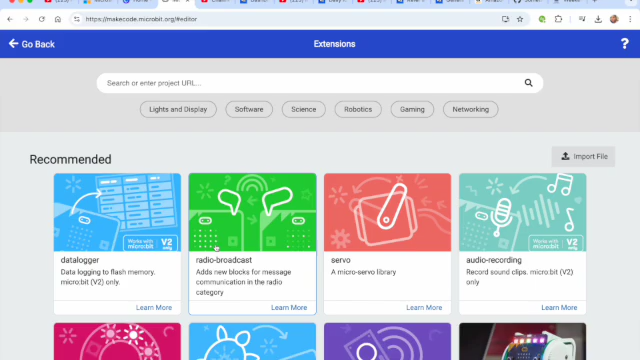 https://makecode.microbit.org/#editor
Go Back
Extensions
?
Search or enter project URL...
Lights and Display
Software
Science
Robotics
Gaming
Networking
Recommended
Import File
Works with micro:bit V2 only
datalogger
Data logging to flash memory. micro:bit (V2) only.
Learn More
radio-broadcast
Adds new blocks for message communication in the radio category
Learn More
servo
A micro-servo library
Learn More
Works with micro:bit V2 only
audio-recording
Record sound clips. micro:bit (V2) only
Learn More